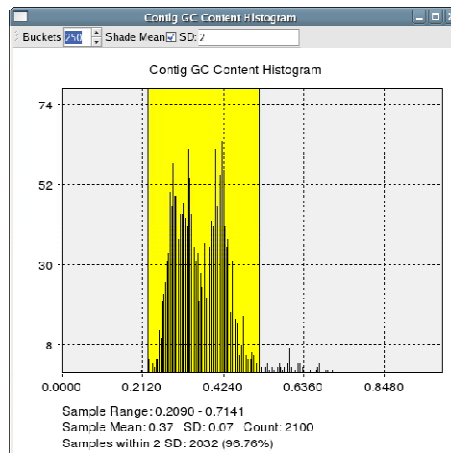 Contig GC Content Histogram
Buckets 250 Shade Mean SD: 2
Contig GC Content Histogram
74
52
30
8
0.0000 0.2120 0.4240 0.6360 0.8480
Sample Range: 0.2090 - 0.7141
Sample Mean: 0.37 SD: 0.07 Count: 2100
Samples within 2 SD: 2032 (96.76%)